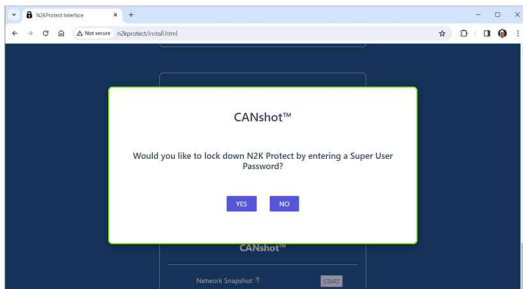 N2KProtect Interface
Not secure n2kprotect/install.html
CANshot™
Would you like to lock down N2K Protect by entering a Super User
Password?
YES NO
CANshot™
Network Snapshot ? START